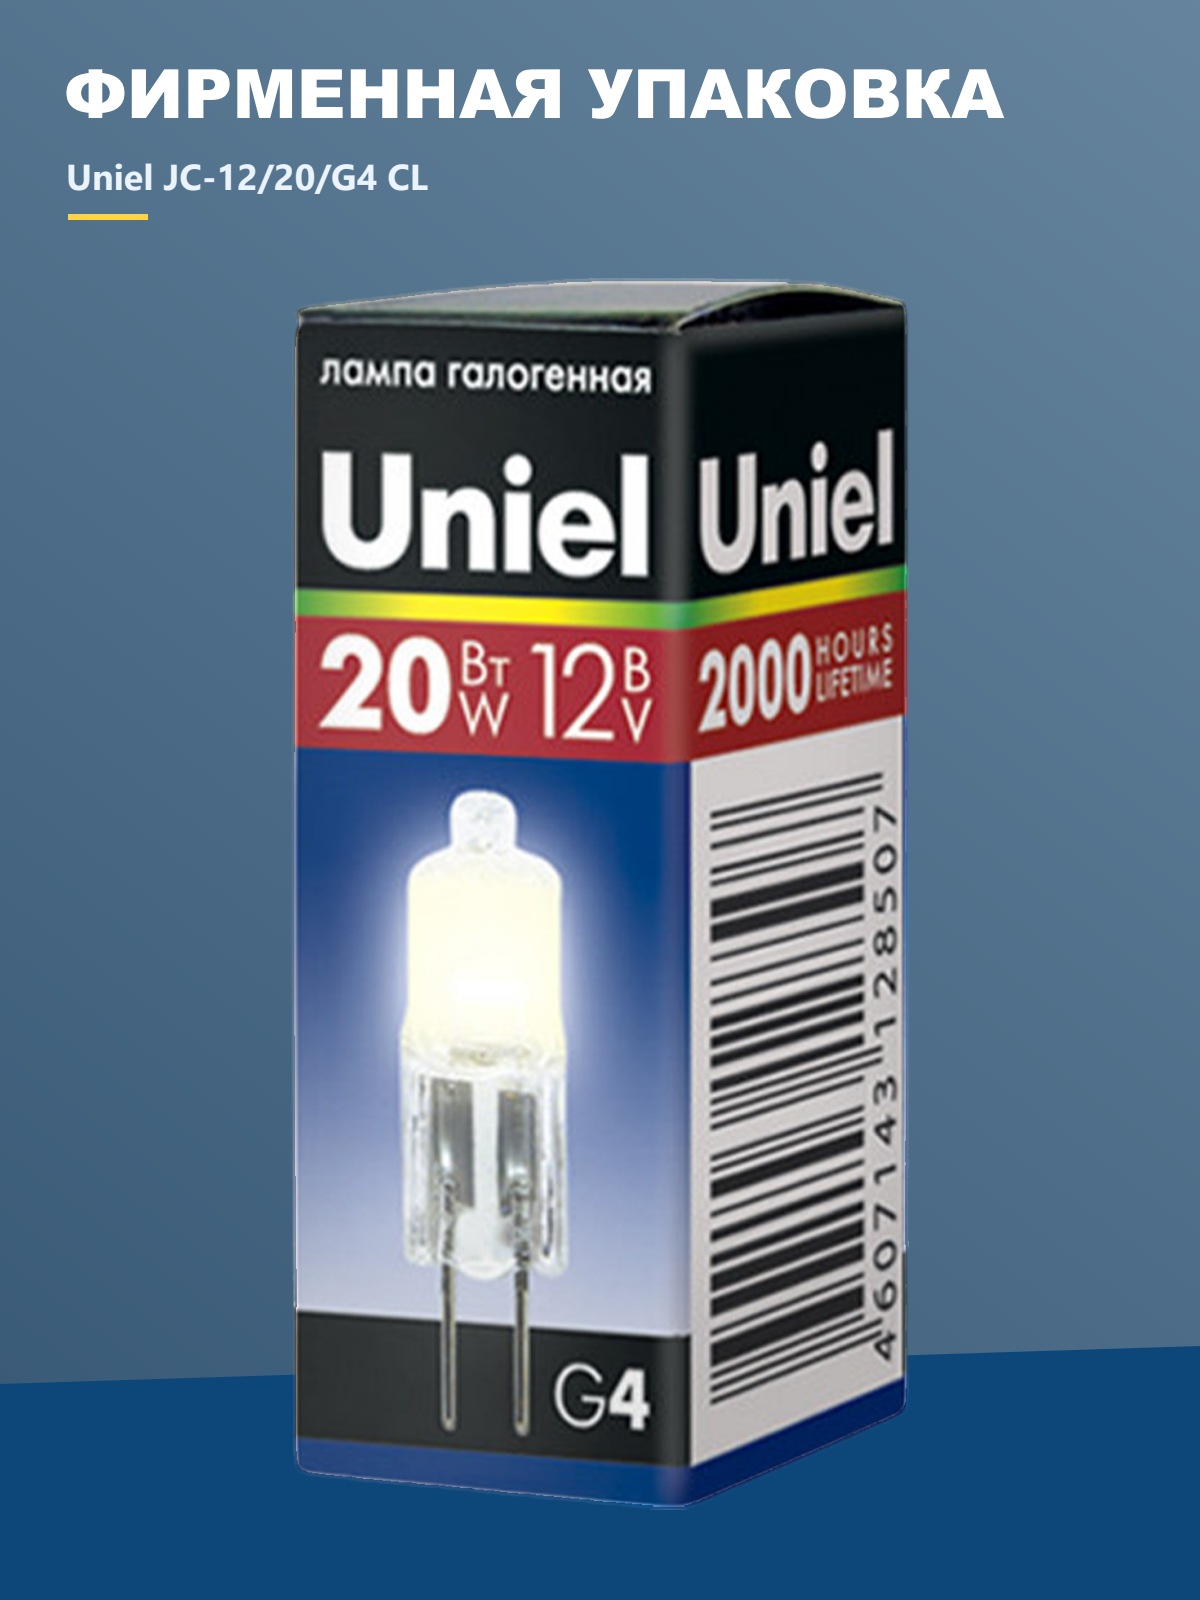 ФИРМЕННАЯ УПАКОВКА
Uniel JC-12/20/G4 CL
лампа галогенная
Uniel
20 Вт W 12 В V
G4
Uniel
2000 HOURS LIFETIME
4607143128507